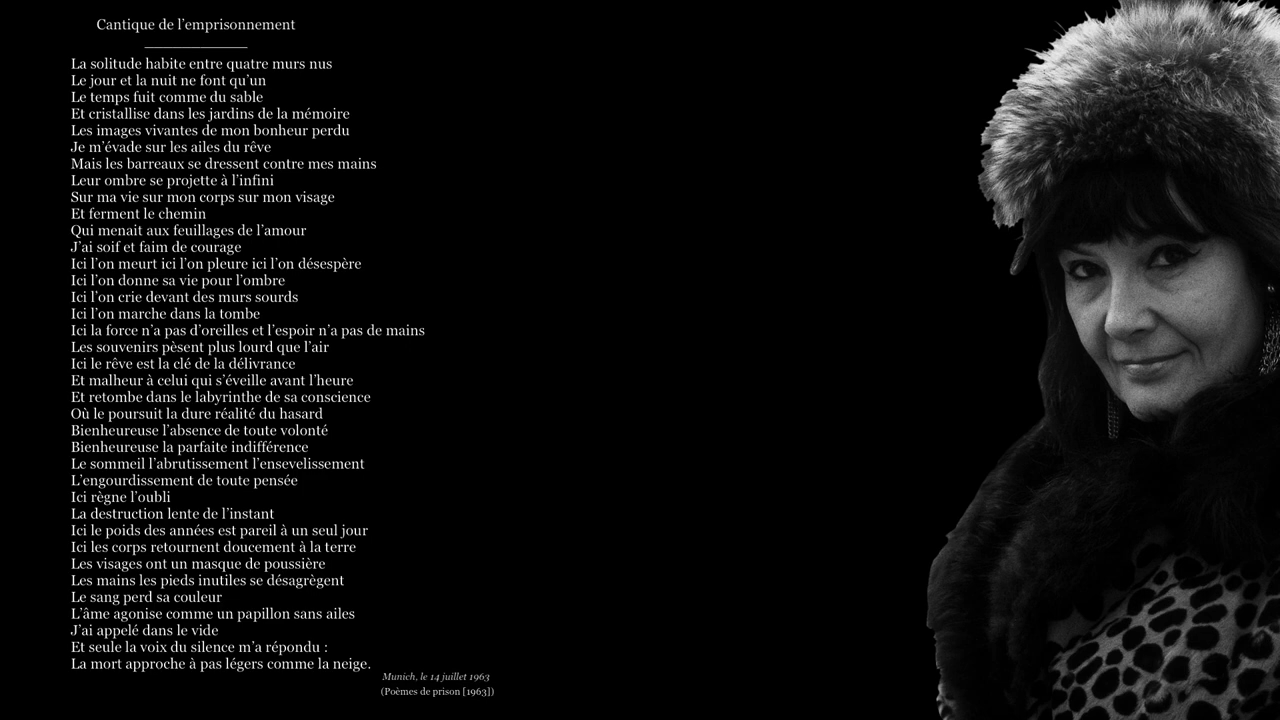 Cantique de l’emprisonnement
La solitude habite entre quatre murs nus
Le jour et la nuit ne font qu’un
Le temps fuit comme du sable
Et cristallise dans les jardins de la mémoire
Les images vivantes de mon bonheur perdu
Je m’évade sur les ailes du rêve
Mais les barreaux se dressent contre mes mains
Leur ombre se projette à l’infini
Sur ma vie sur mon corps sur mon visage
Et ferment le chemin
Qui menait aux feuillages de l’amour
J’ai soif et faim de courage
Ici l’on meurt ici l’on pleure ici l’on désespère
Ici l’on donne sa vie pour l’ombre
Ici l’on crie devant des murs sourds
Ici l’on marche dans la tombe
Ici la force n’a pas d’oreilles et l’espoir n’a pas de mains
Les souvenirs pèsent plus lourd que l’air
Ici le rêve est la clé de la délivrance
Et malheur à celui qui s’éveille avant l’heure
Et retombe dans le labyrinthe de sa conscience
Où le poursuit la dure réalité du hasard
Bienheureuse l’absence de toute volonté
Bienheureuse la parfaite indifférence
Le sommeil l’abrutissement l’ensevelissement
L’engourdissement de toute pensée
Ici règne l’oubli
La destruction lente de l’instant
Ici le poids des années est pareil à un seul jour
Ici les corps retournent doucement à la terre
Les visages ont un masque de poussière
Les mains les pieds inutiles se désagrègent
Le sang perd sa couleur
L’âme agonise comme un papillon sans ailes
J’ai appelé dans le vide
Et seule la voix du silence m’a répondu :
La mort approche à pas légers comme la neige.
Munich, le 14 juillet 1963
(Poèmes de prison [1963])